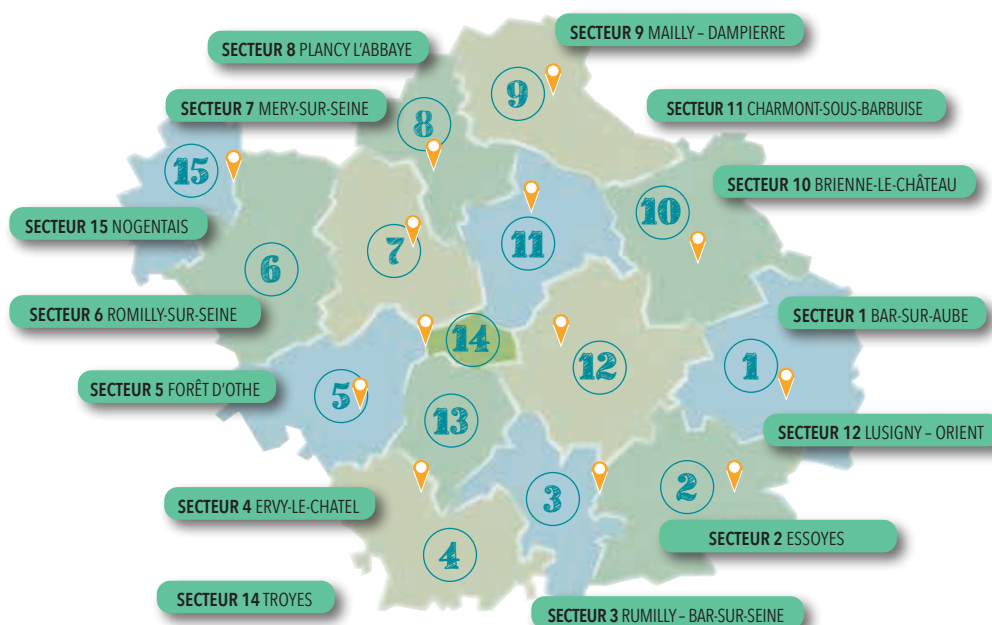 SECTEUR 9 MAILLY – DAMPIERRE
SECTEUR 8 PLANCY L'ABBAYE
SECTEUR 7 MERY-SUR-SEINE
SECTEUR 11 CHARMONT-SOUS-BARBUISE
9
8
15
SECTEUR 10 BRIENNE-LE-CHÂTEAU
10
SECTEUR 15 NOGENTAIS
11
7
6
SECTEUR 6 ROMILLY-SUR-SEINE
SECTEUR 1 BAR-SUR-AUBE
14
12
1
SECTEUR 5 FORÊT D'OTHE
5
13
SECTEUR 12 LUSIGNY – ORIENT
2
3
SECTEUR 4 ERVY-LE-CHATEL
SECTEUR 2 ESSOYES
4
SECTEUR 14 TROYES
SECTEUR 3 RUMILLY – BAR-SUR-SEINE